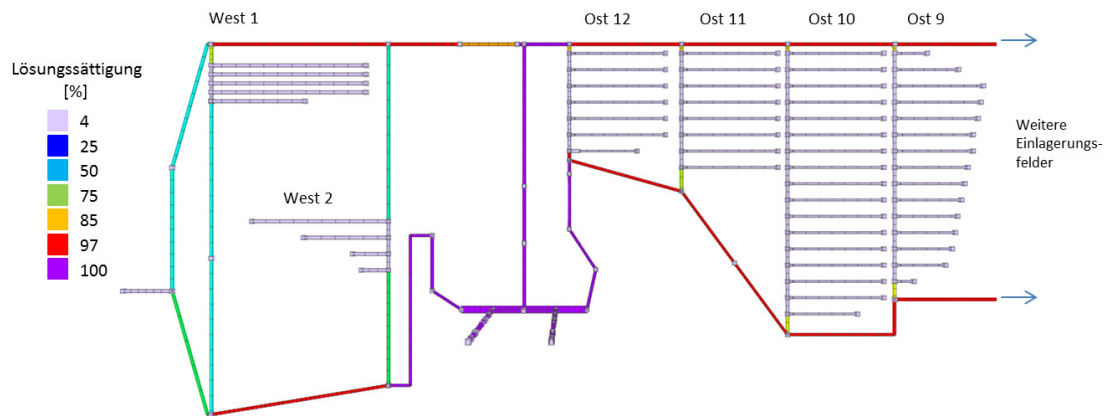 West 1
Ost 12
Ost 11
Ost 10
Ost 9
Lösungssättigung
[%]
4
25
50
75
85
97
100
West 2
Weitere
Einlagerungs-
felder